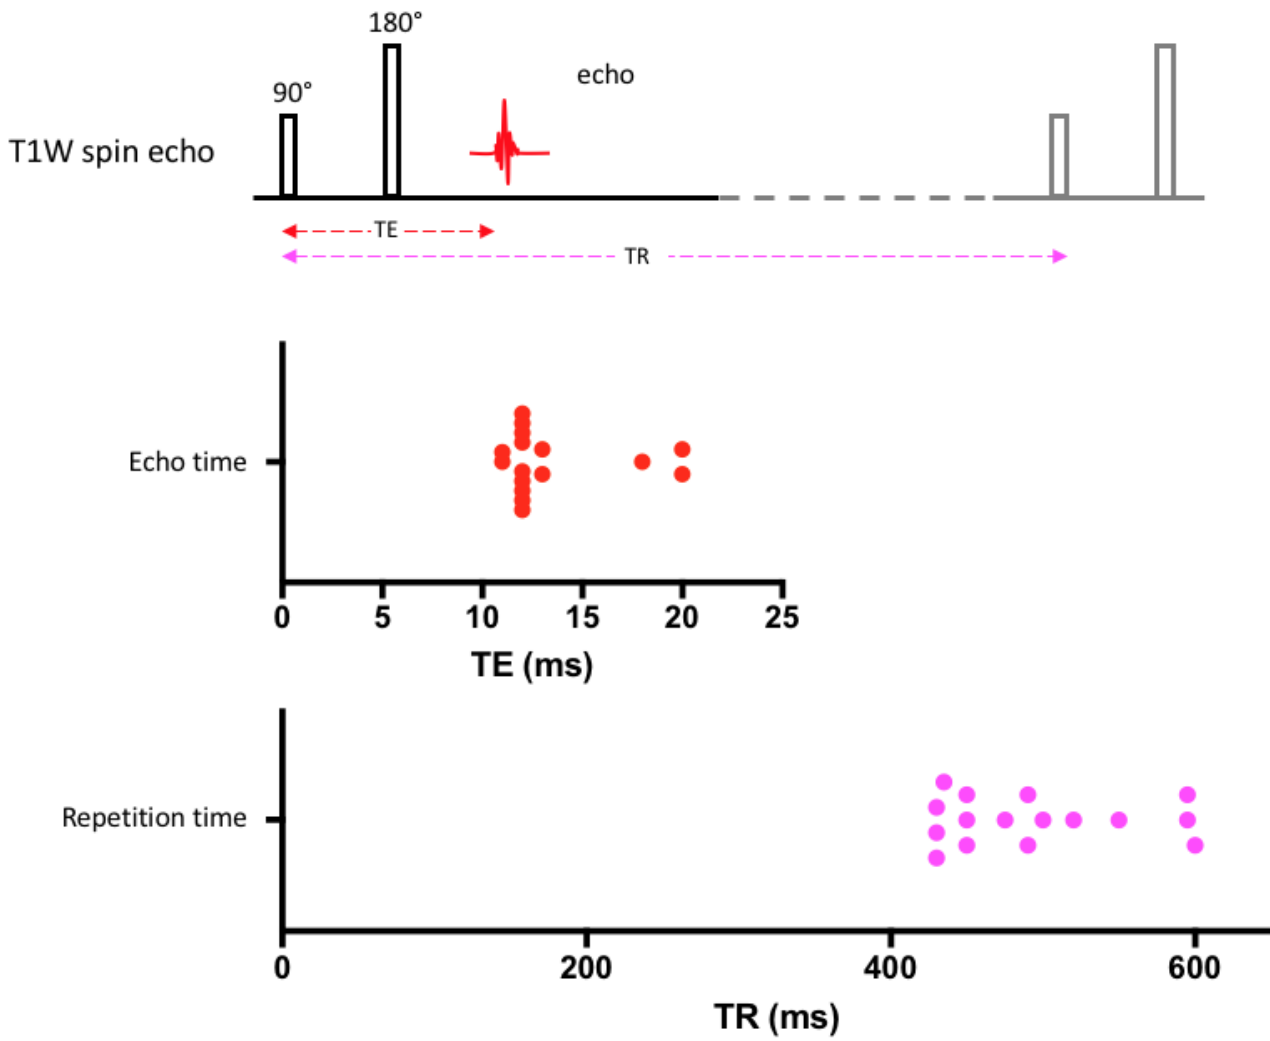 180°
echo
90°
T1W spin echo
TE
TR
Echo time
0 5 10 15 20 25
TE (ms)
Repetition time
0 200 400 600
TR (ms)